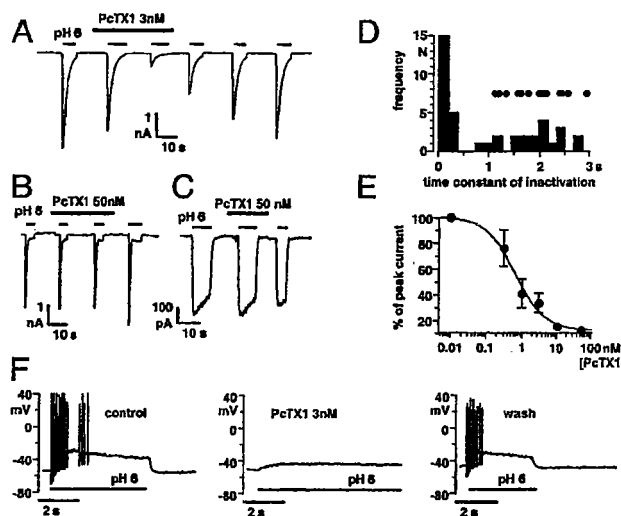 A
PcTX1 3nM
pH 6
1
nA
10 s
B
PcTX1 50nM
pH 5
1
nA
10 s
C
PcTX1 50 nM
pH 6
100
pA
10 s
D
15
N
10
5
0
frequency
0 1 2 3 s
time constant of inactivation
E
100
80
60
40
20
% of peak current
0.01 0.1 1 10 100 nM
[PcTX1]
F
40
mV
0
-40
-80
control
pH 6
2 s
40
mV
0
-40
-80
PcTX1 3nM
pH 6
2 s
40
mV
0
-40
-80
wash
pH 6
2 s